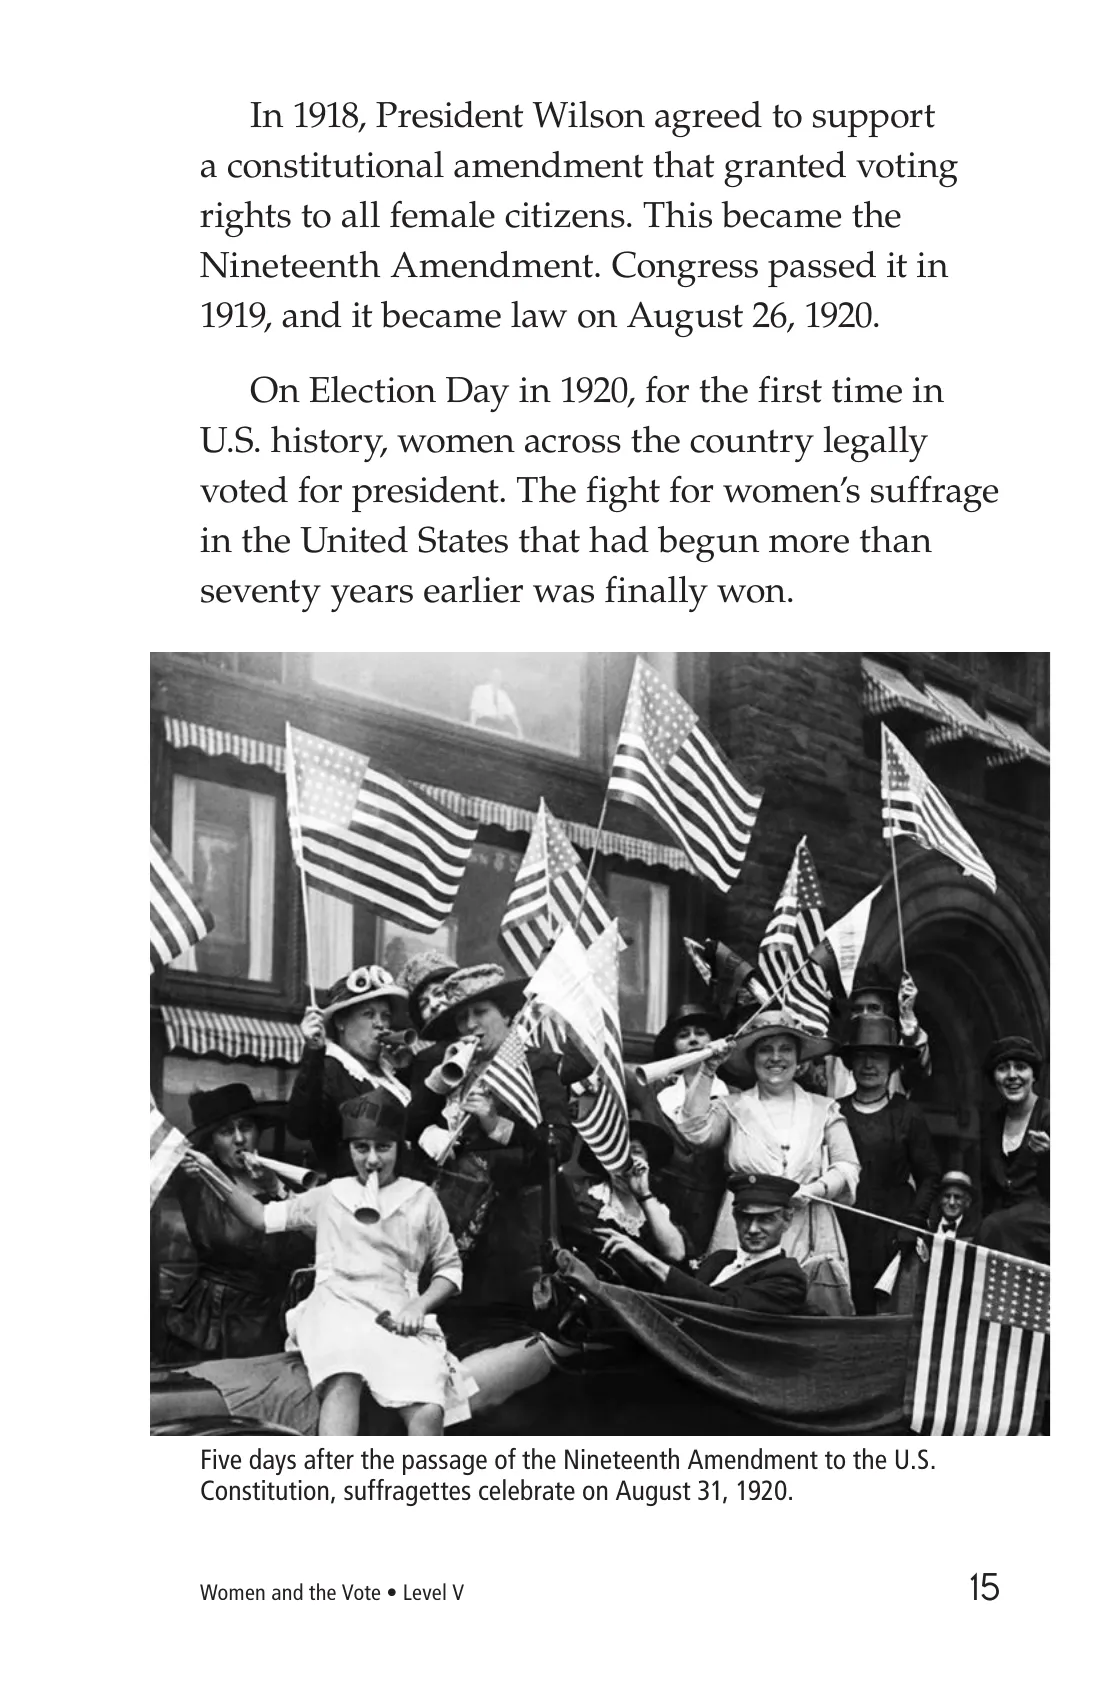 In 1918, President Wilson agreed to support
a constitutional amendment that granted voting
rights to all female citizens. This became the
Nineteenth Amendment. Congress passed it in
1919, and it became law on August 26, 1920.
On Election Day in 1920, for the first time in
U.S. history, women across the country legally
voted for president. The fight for women’s suffrage
in the United States that had begun more than
seventy years earlier was finally won.
Five days after the passage of the Nineteenth Amendment to the U.S.
Constitution, suffragettes celebrate on August 31, 1920.
Women and the Vote • Level V
15